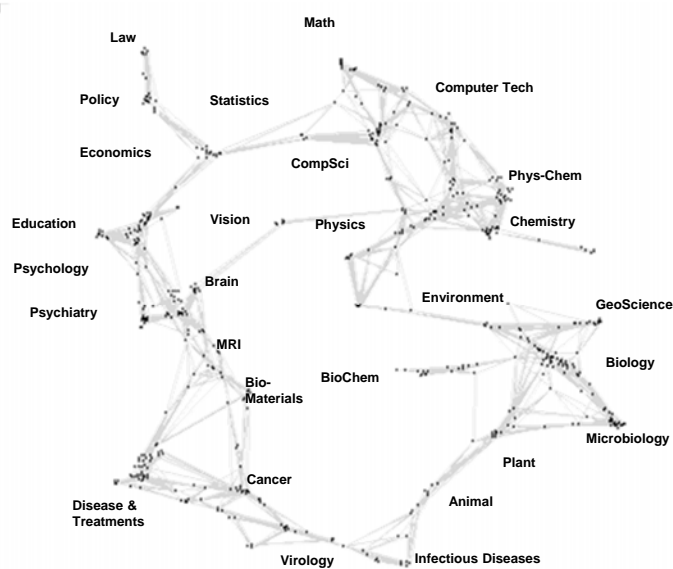 Math
Law
Computer Tech
Policy
Statistics
Economics
CompSci
Phys-Chem
Education
Vision
Physics
Chemistry
Psychology
Brain
Psychiatry
Environment
GeoScience
MRI
Biology
BioChem
Bio-
Materials
Microbiology
Plant
Cancer
Animal
Disease &
Treatments
Virology
Infectious Diseases